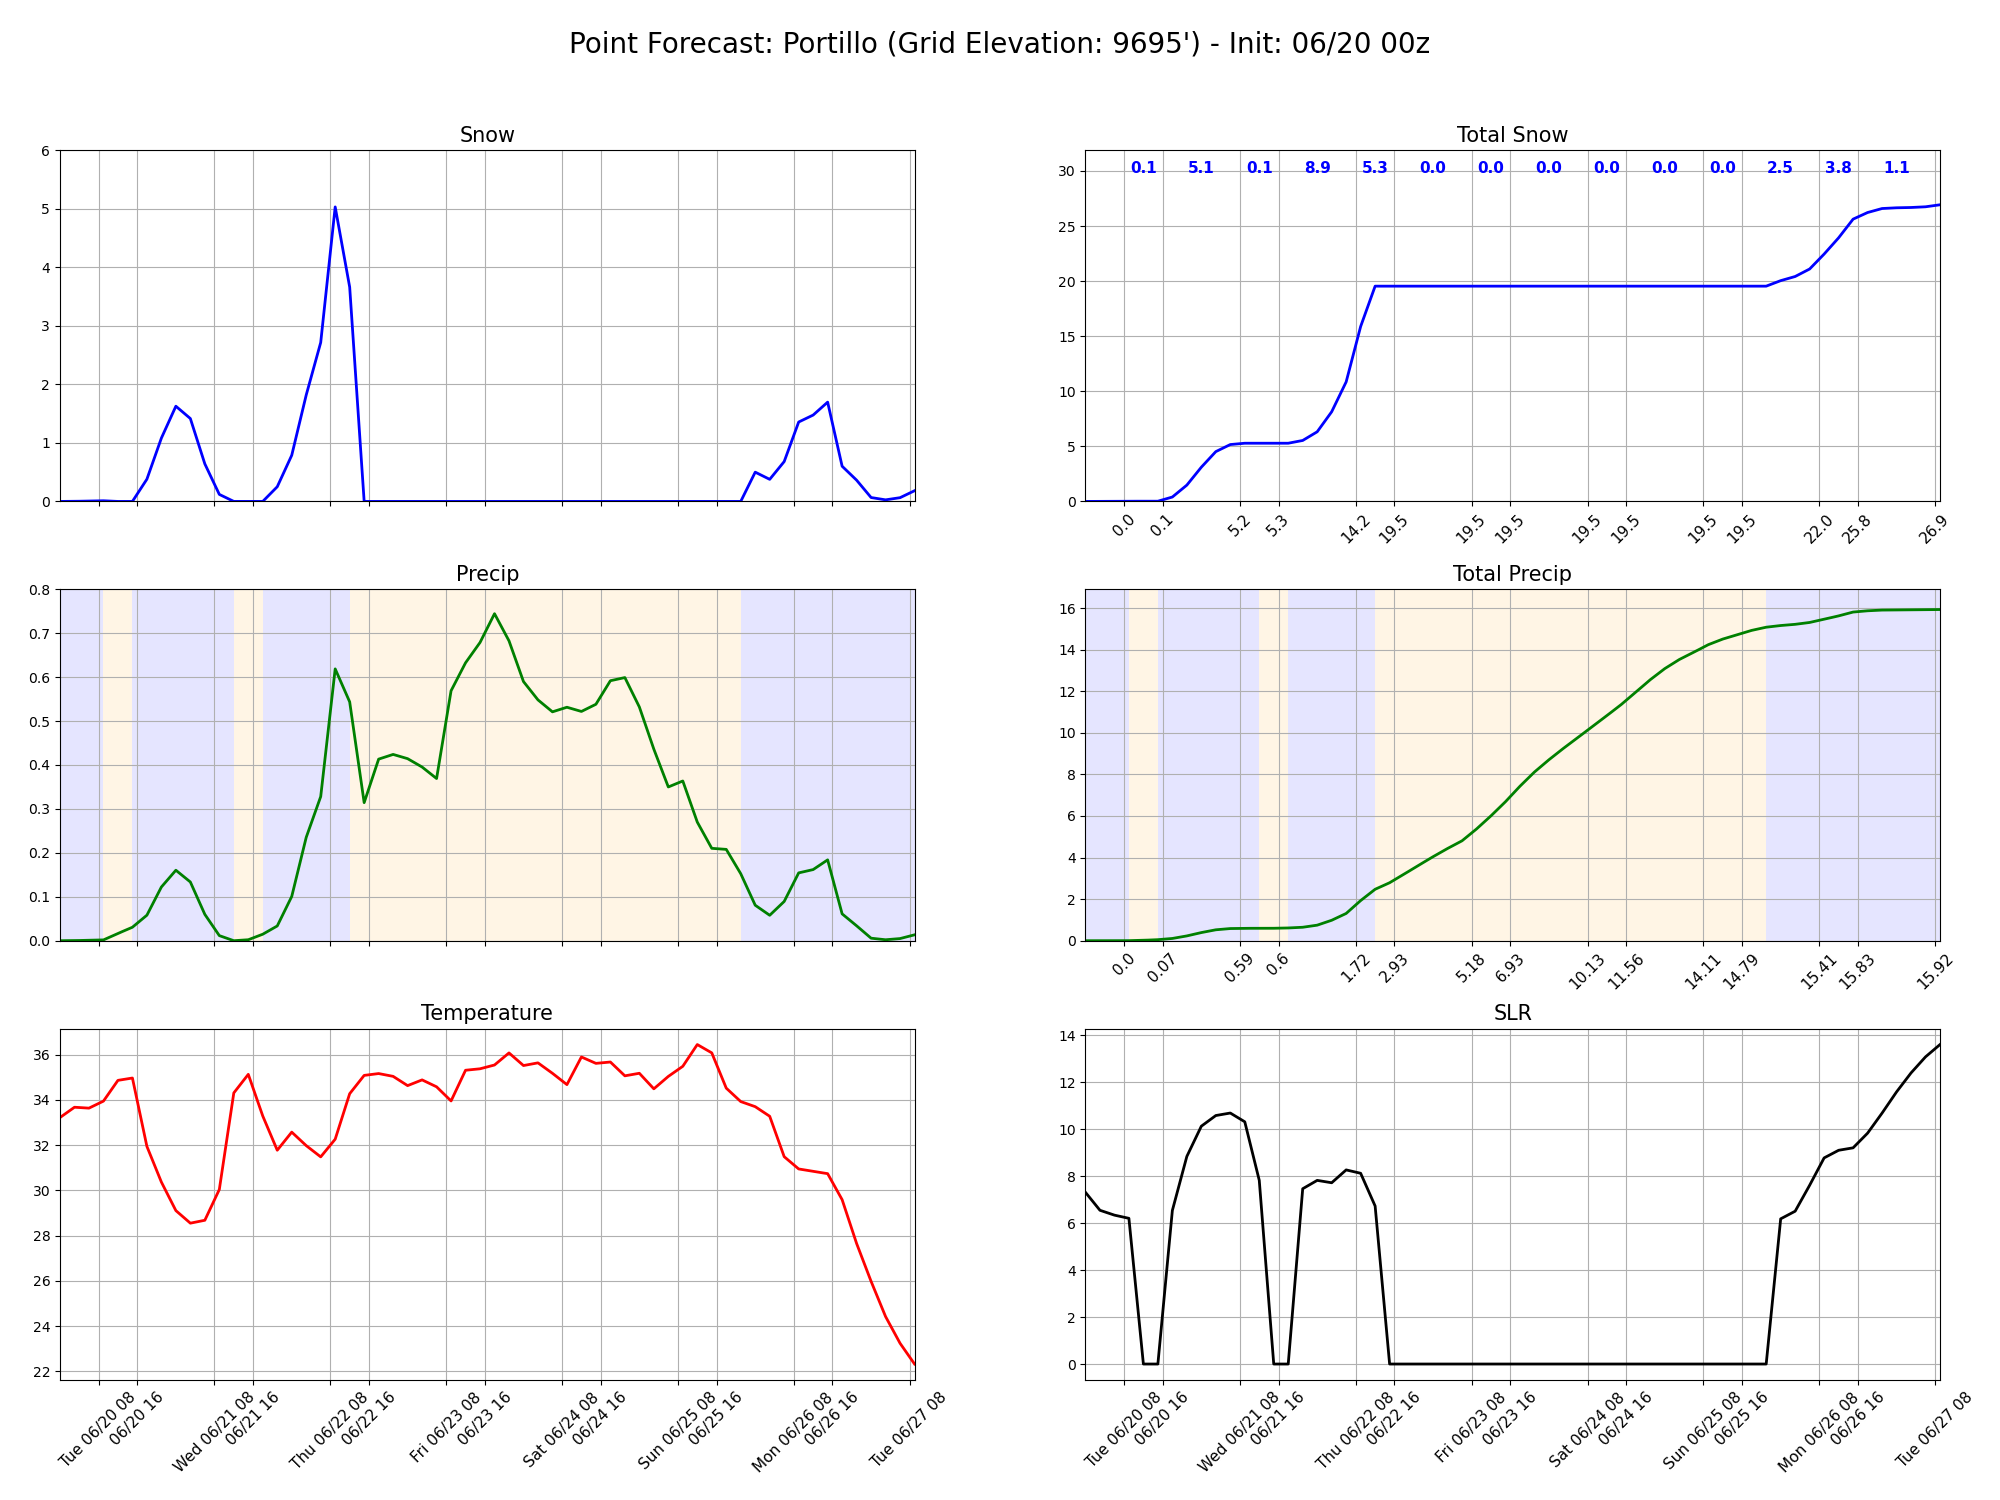 Point Forecast: Portillo (Grid Elevation: 9695') - Init: 06/20 00z
Snow
6
5
4
3
2
1
0
Total Snow
0.1 5.1 0.1 8.9 5.3 0.0 0.0 0.0 0.0 0.0 0.0 2.5 3.8 1.1
30
25
20
15
10
5
0
0.0 0.1 5.2 5.3 14.2 19.5 19.5 19.5 19.5 19.5 19.5 19.5 22.0 25.8 26.9
Precip
0.8
0.7
0.6
0.5
0.4
0.3
0.2
0.1
0.0
Total Precip
16
14
12
10
8
6
4
2
0
0.0 0.07 0.59 0.6 1.72 2.93 5.18 6.93 10.13 11.56 14.11 14.79 15.41 15.83 15.92
Temperature
36
34
32
30
28
26
24
22
Tue 06/20 08
06/20 16
Wed 06/21 08
06/21 16
Thu 06/22 08
06/22 16
Fri 06/23 08
06/23 16
Sat 06/24 08
06/24 16
Sun 06/25 08
06/25 16
Mon 06/26 08
06/26 16
Tue 06/27 08
SLR
14
12
10
8
6
4
2
0
Tue 06/20 08
06/20 16
Wed 06/21 08
06/21 16
Thu 06/22 08
06/22 16
Fri 06/23 08
06/23 16
Sat 06/24 08
06/24 16
Sun 06/25 08
06/25 16
Mon 06/26 08
06/26 16
Tue 06/27 08